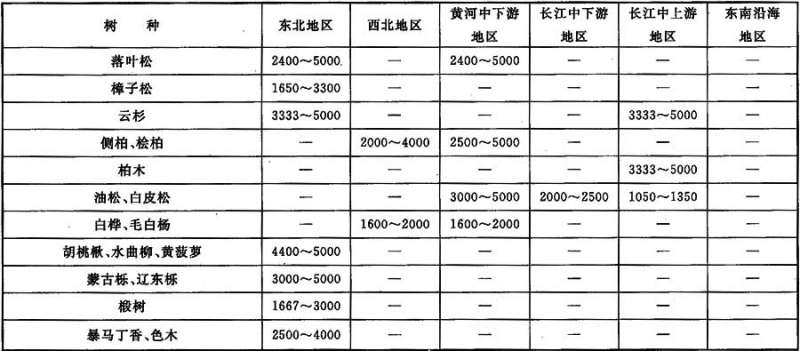 树 种 东北地区 西北地区 黄河中下游地区 长江中下游地区 长江中上游地区 东南沿海地区
落叶松 2400～5000 — 2400～5000 — — —
樟子松 1650～3300 — — — — —
云杉 3333～5000 — — — 3333～5000 —
侧柏、桧柏 — 2000～4000 2500～5000 — — —
柏木 — — — — 3333～5000 —
油松、白皮松 — — 3000～5000 2000～2500 1050～1350 —
白桦、毛白杨 — 1600～2000 1600～2000 — — —
胡桃楸、水曲柳、黄菠萝 4400～5000 — — — — —
蒙古栎、辽东栎 3000～5000 — — — — —
椴树 1667～3000 — — — — —
暴马丁香、色木 2500～4000 — — — — —